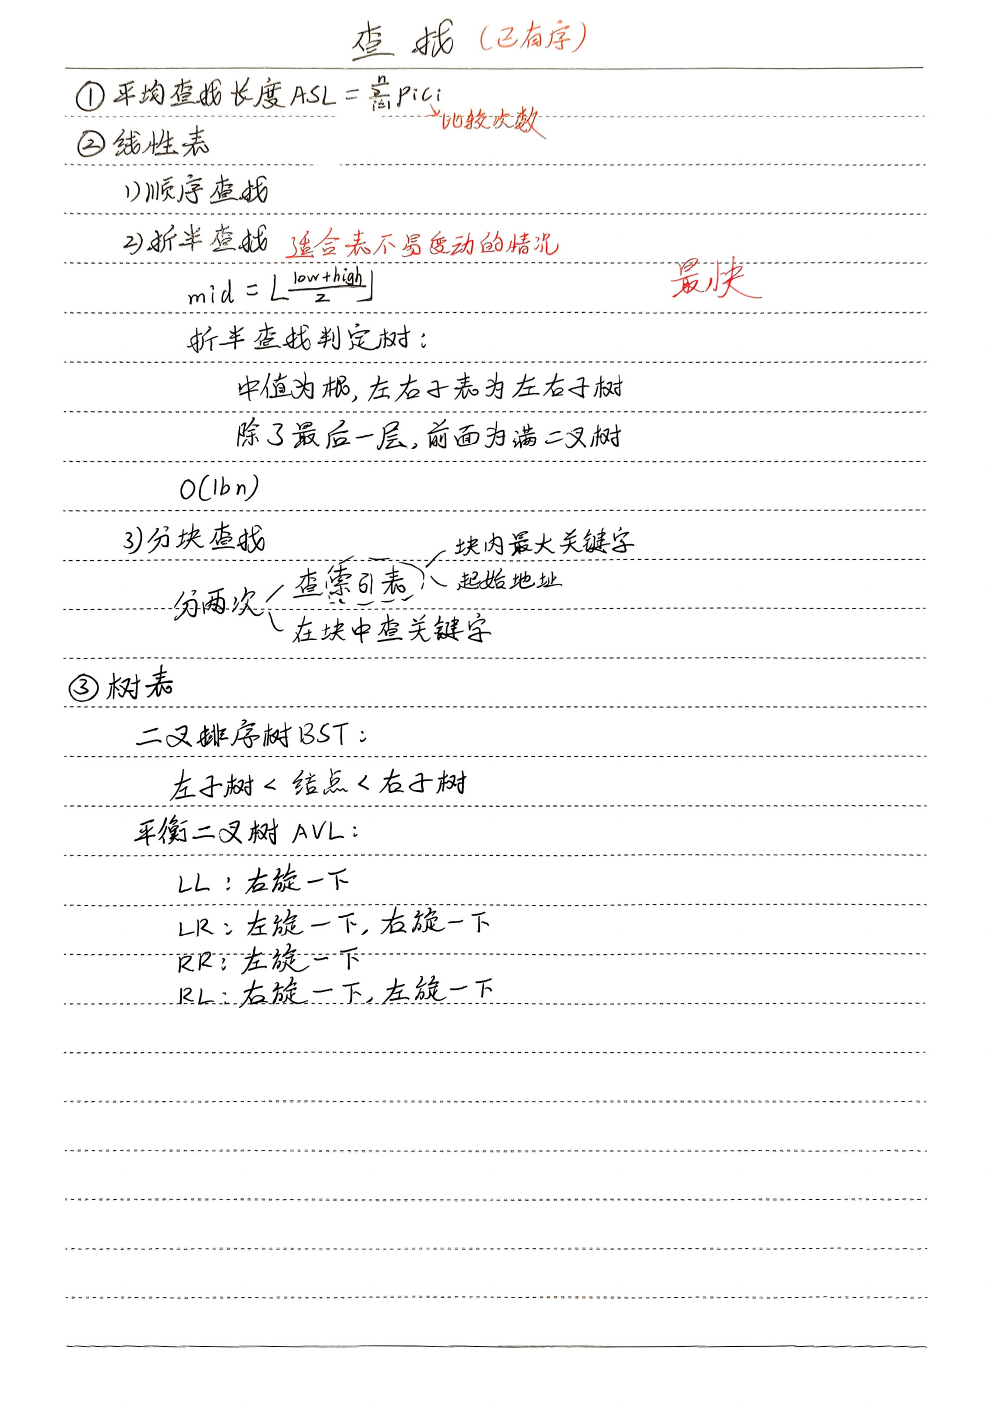 查找（已有序）
① 平均查找长度ASL = \sum_{i=1}^{n} pici
比较次数
② 线性表
1)顺序查找
2)折半查找 适合表不易变动的情况
最快
mid = ⌊\frac{low+high}{2}⌋
折半查找判定树:
中值为根,左右子表为左右子树
除了最后一层,前面为满二叉树
O(lbn)
3)分块查找
块内最大关键字
查索引表
起始地址
分两次
在块中查关键字
③ 树表
二叉排序树BST:
左子树 < 结点 < 右子树
平衡二叉树 AVL:
LL:右旋一下
LR:左旋一下,右旋一下
RR:左旋一下
RL:右旋一下,左旋一下